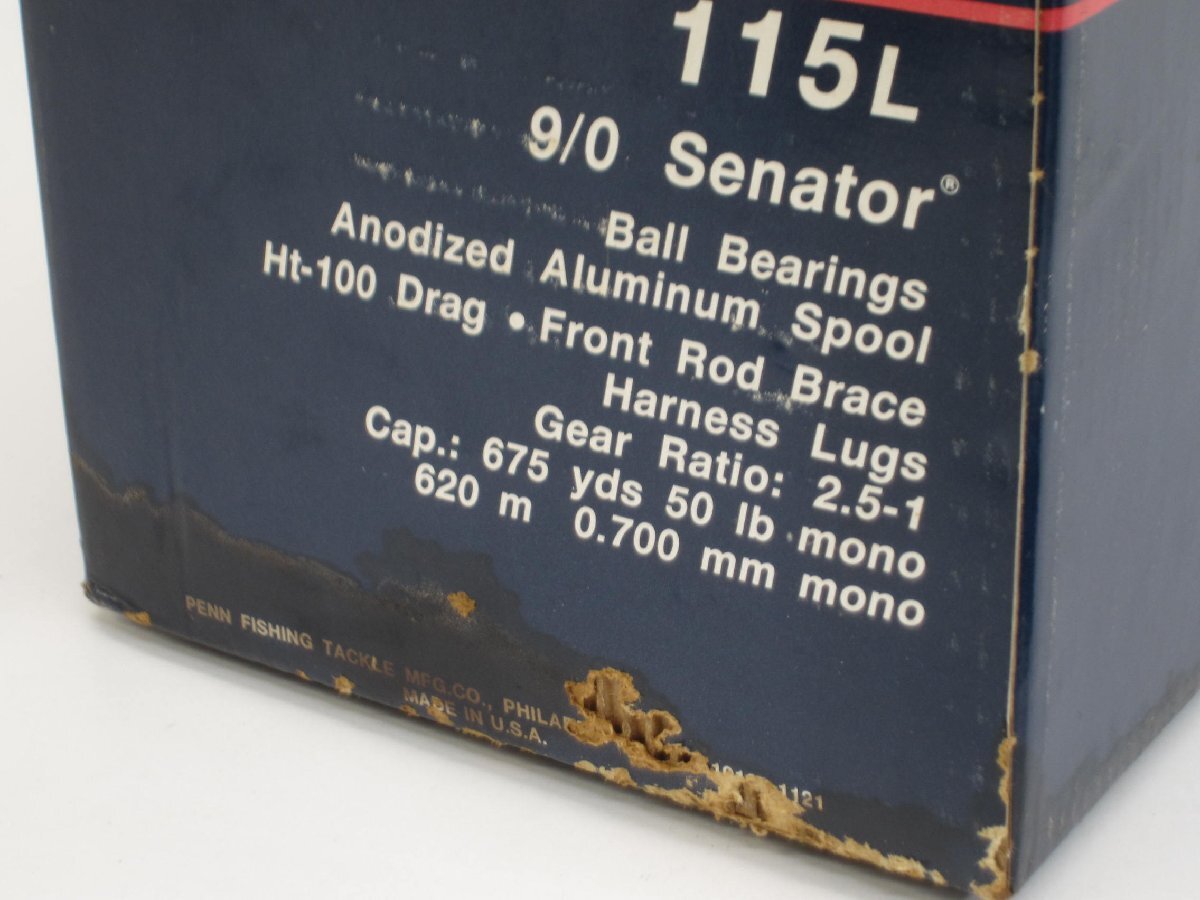 115L
9/0 Senator®
Ball Bearings
Anodized Aluminum Spool
Ht-100 Drag • Front Rod Brace
Harness Lugs
Gear Ratio: 2.5-1
Cap.: 675 yds 50 lb mono
620 m 0.700 mm mono
PENN FISHING TACKLE MFG.CO.,
MADE IN U.S.A.
1121